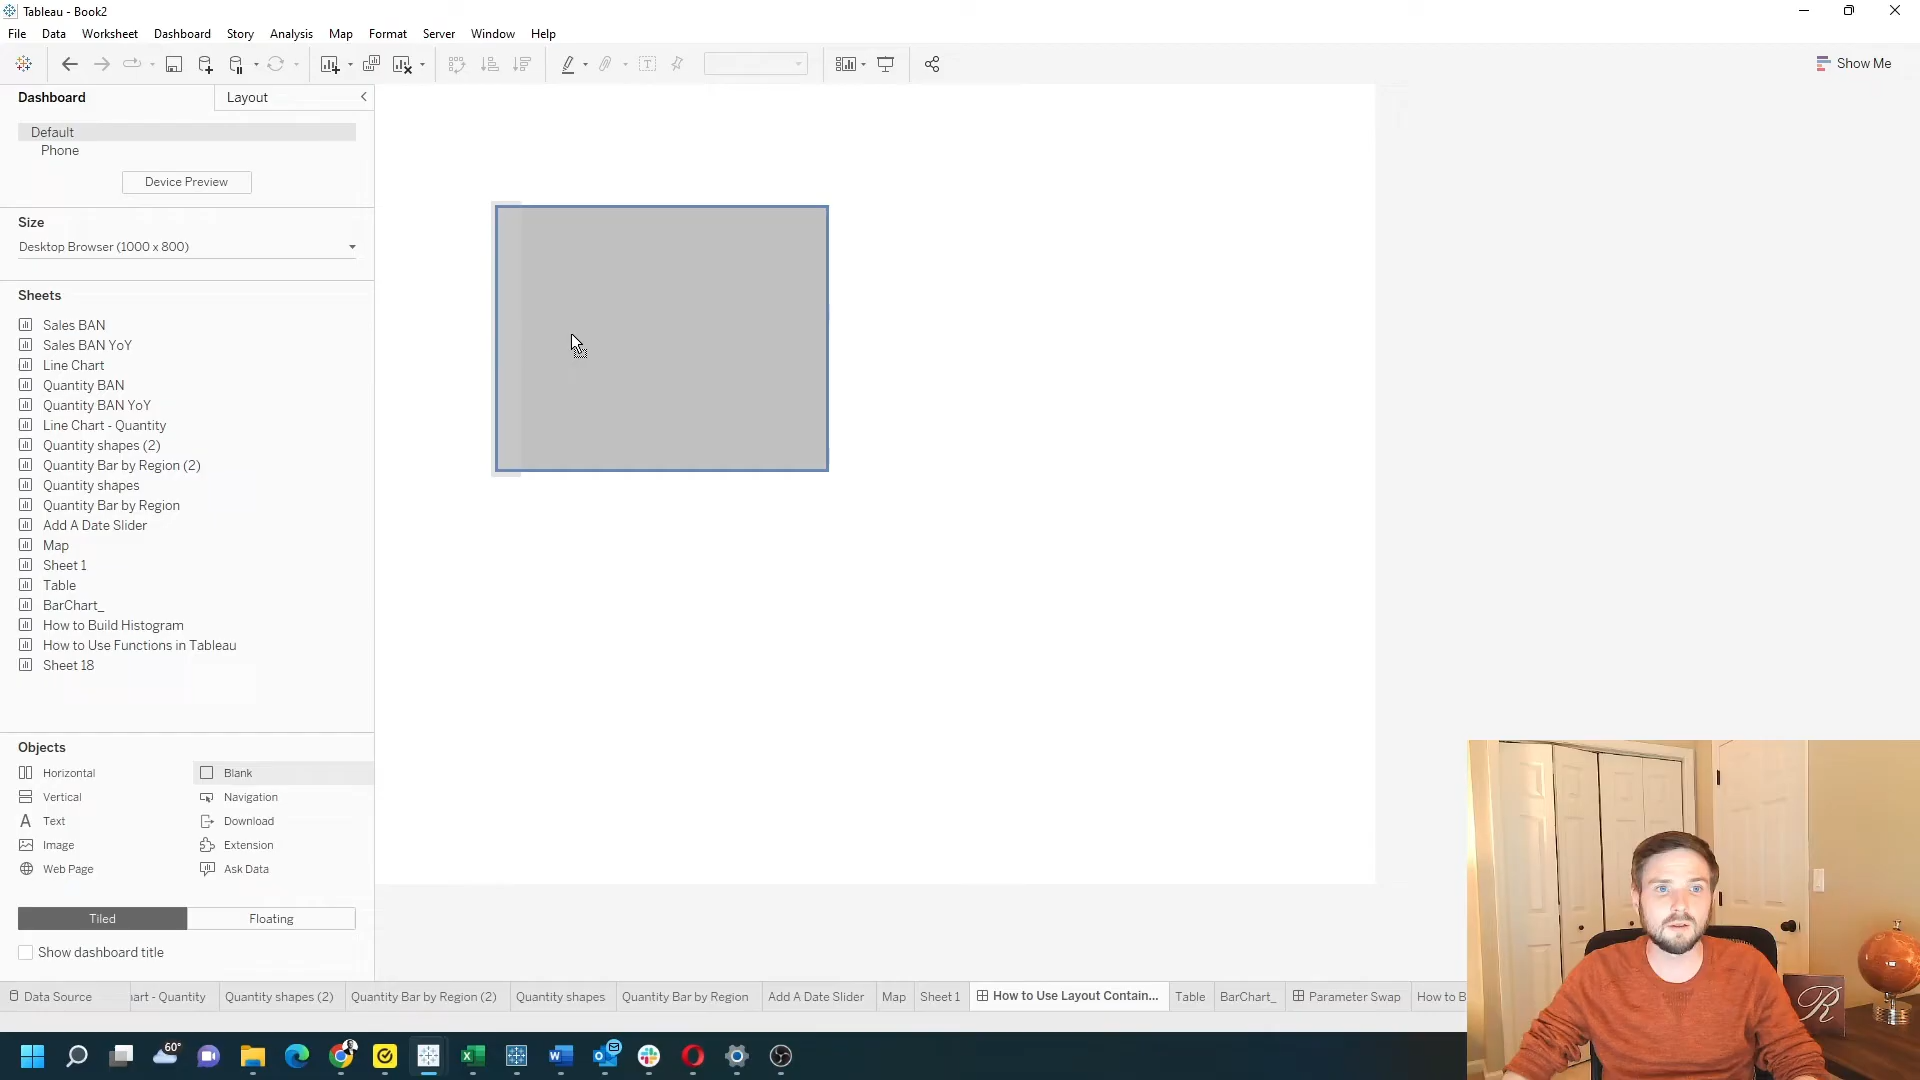 Tableau - Book2
File Data Worksheet Dashboard Story Analysis Map Format Server Window Help
Show Me
Dashboard
Layout
Default
Phone
Device Preview
Size
Desktop Browser (1000 x 800)
Sheets
Sales BAN
Sales BAN YoY
Line Chart
Quantity BAN
Quantity BAN YoY
Line Chart - Quantity
Quantity shapes (2)
Quantity Bar by Region (2)
Quantity shapes
Quantity Bar by Region
Add A Date Slider
Map
Sheet 1
Table
BarChart_
How to Build Histogram
How to Use Functions in Tableau
Sheet 18
Objects
Horizontal Blank
Vertical Navigation
Text Download
Image Extension
Web Page Ask Data
Tiled Floating
Show dashboard title
Data Source art - Quantity Quantity shapes (2) Quantity Bar by Region (2) Quantity shapes Quantity Bar by Region Add A Date Slider Map Sheet 1 How to Use Layout Contain... Table BarChart_ Parameter Swap How to B
60°
R